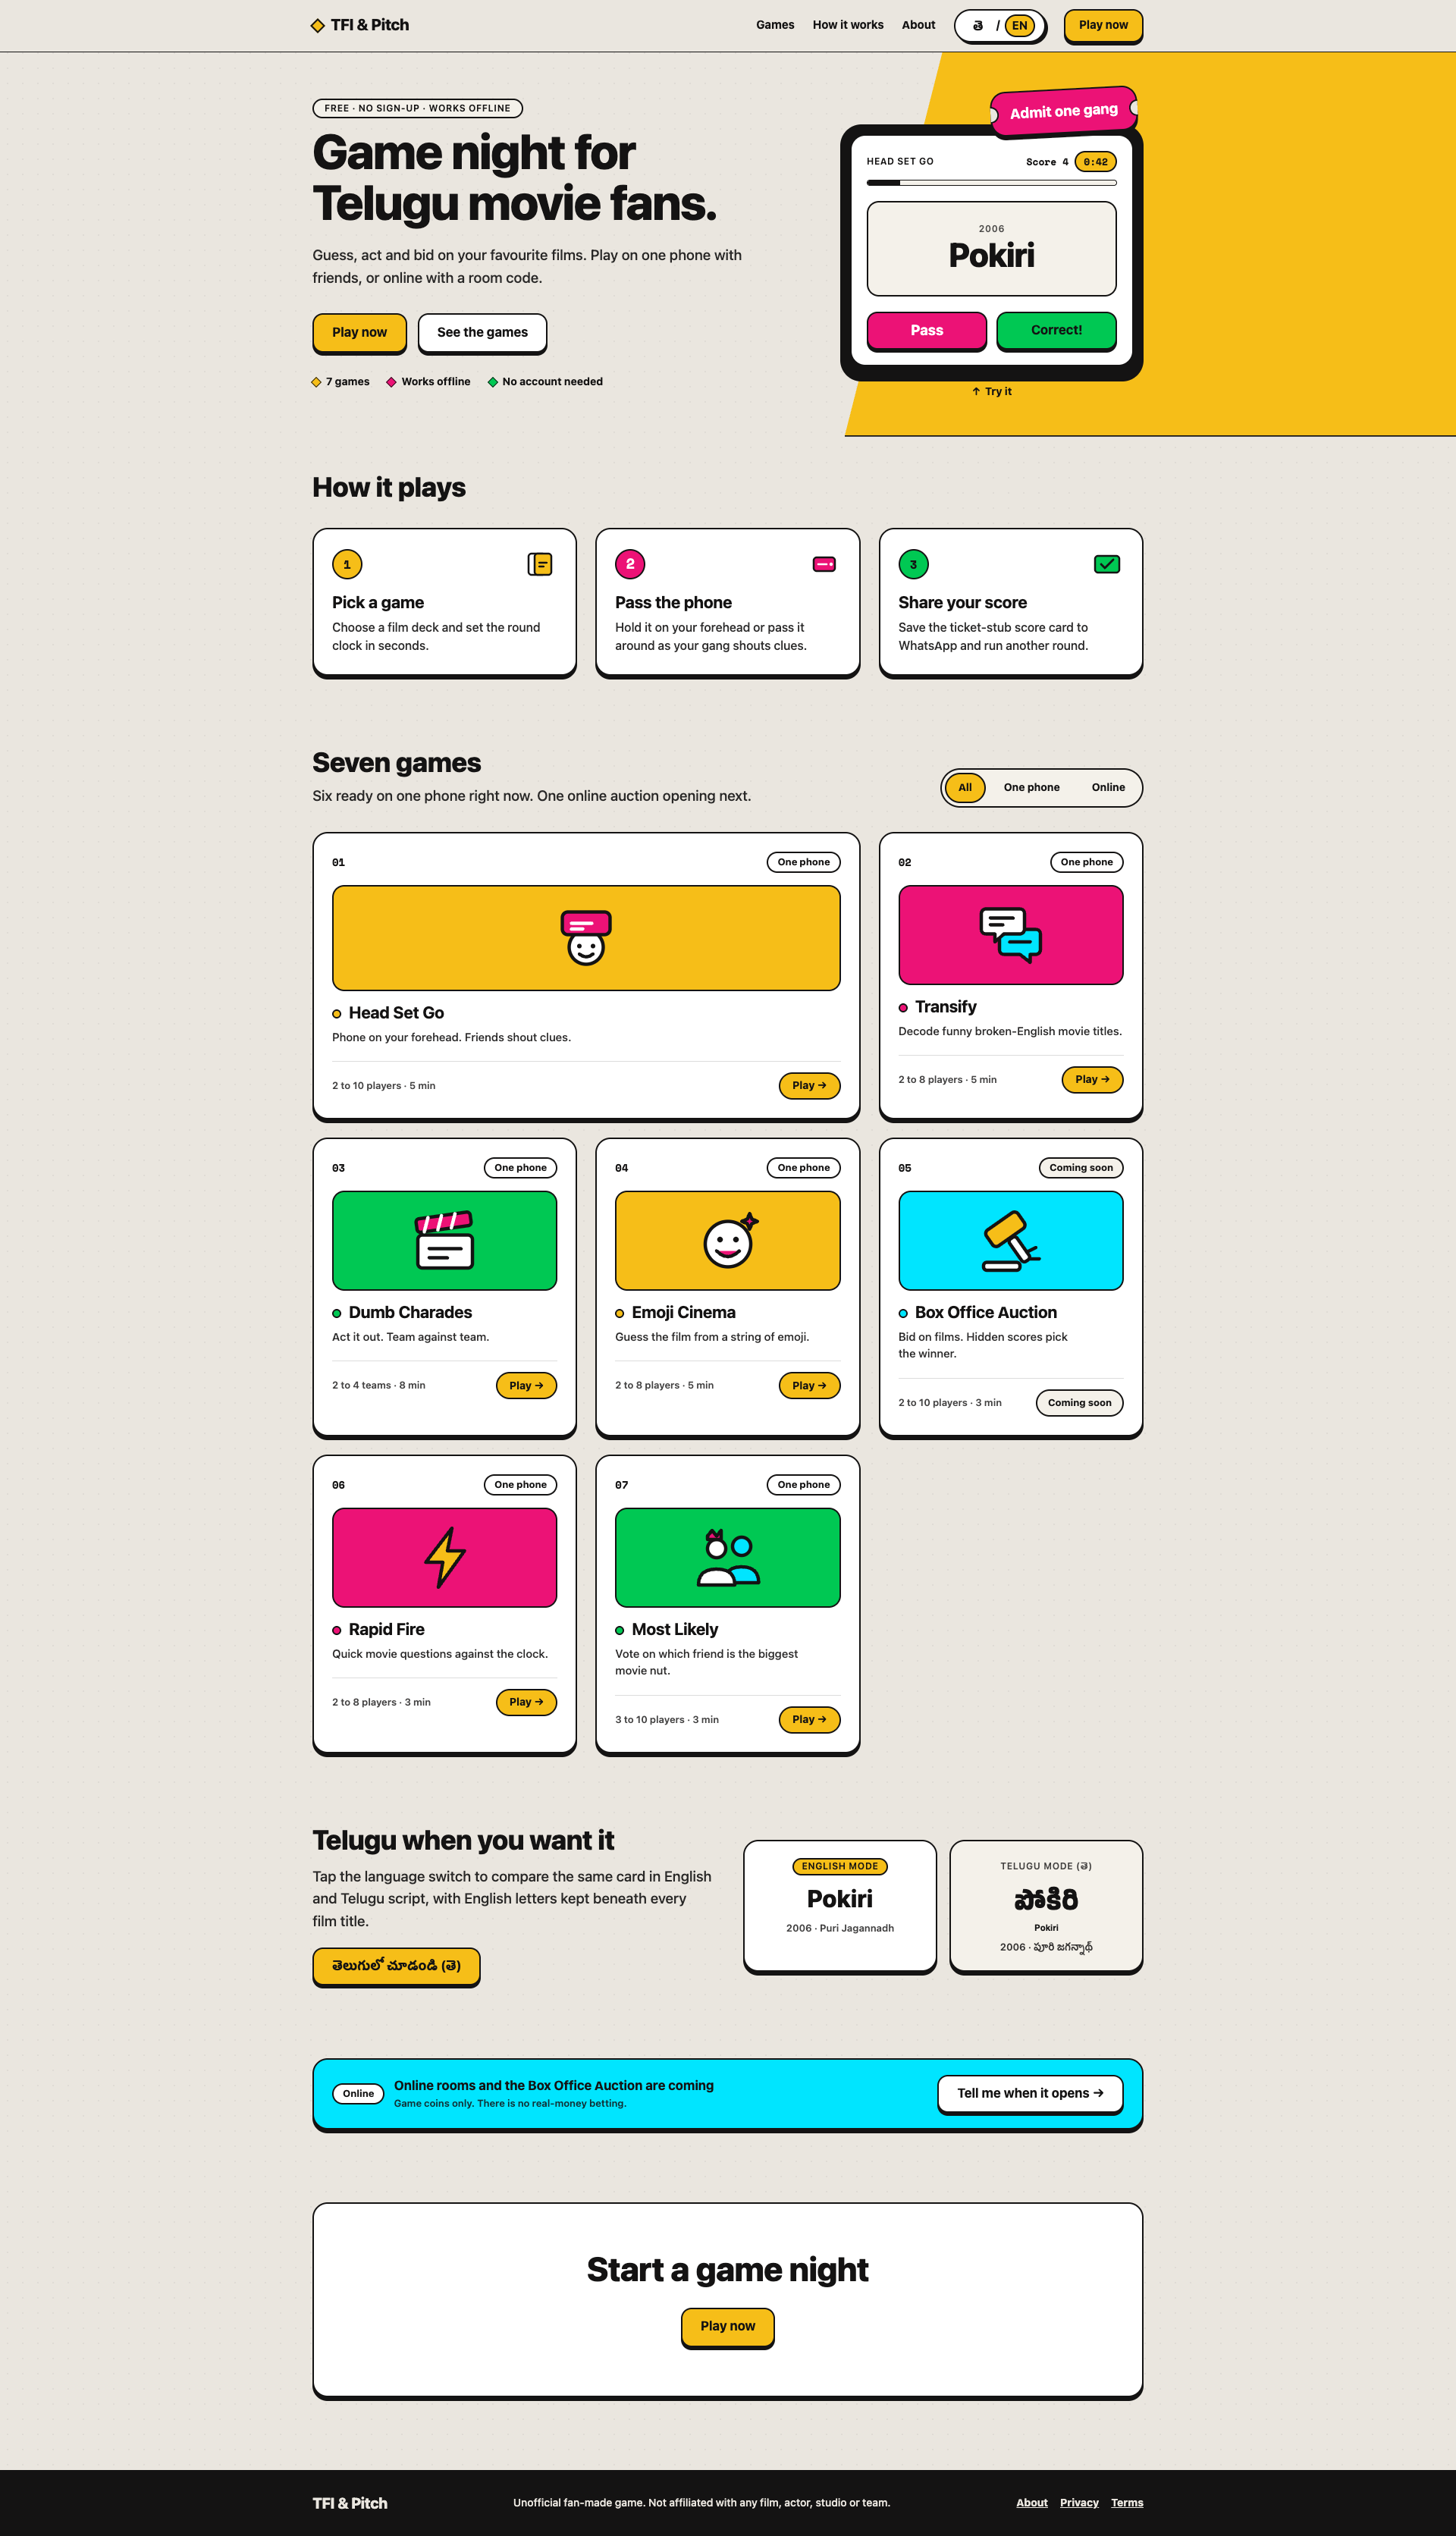 TFI & Pitch
Games
How it works
About
తె / EN
Play now
FREE · NO SIGN-UP · WORKS OFFLINE
Game night for
Telugu movie fans.
Guess, act and bid on your favourite films. Play on one phone with
friends, or online with a room code.
Play now
See the games
7 games
Works offline
No account needed
Admit one gang
HEAD SET GO
Score 4
0:42
2006
Pokiri
Pass
Correct!
↑ Try it
How it plays
1
Pick a game
Choose a film deck and set the round
clock in seconds.
2
Pass the phone
Hold it on your forehead or pass it
around as your gang shouts clues.
3
Share your score
Save the ticket-stub score card to
WhatsApp and run another round.
Seven games
Six ready on one phone right now. One online auction opening next.
All
One phone
Online
01
One phone
Head Set Go
Phone on your forehead. Friends shout clues.
2 to 10 players · 5 min
Play →
02
One phone
Transify
Decode funny broken-English movie titles.
2 to 8 players · 5 min
Play →
03
One phone
Dumb Charades
Act it out. Team against team.
2 to 4 teams · 8 min
Play →
04
One phone
Emoji Cinema
Guess the film from a string of emoji.
2 to 8 players · 5 min
Play →
05
Coming soon
Box Office Auction
Bid on films. Hidden scores pick
the winner.
2 to 10 players · 3 min
Coming soon
06
One phone
Rapid Fire
Quick movie questions against the clock.
2 to 8 players · 3 min
Play →
07
One phone
Most Likely
Vote on which friend is the biggest
movie nut.
3 to 10 players · 3 min
Play →
Telugu when you want it
Tap the language switch to compare the same card in English
and Telugu script, with English letters kept beneath every
film title.
తెలుగులో చూడండి (తె)
ENGLISH MODE
Pokiri
2006 · Puri Jagannadh
TELUGU MODE (తె)
పోకిరి
Pokiri
2006 · పూరి జగన్నాథ్
Online
Online rooms and the Box Office Auction are coming
Game coins only. There is no real-money betting.
Tell me when it opens →
Start a game night
Play now
TFI & Pitch
Unofficial fan-made game. Not affiliated with any film, actor, studio or team.
About
Privacy
Terms